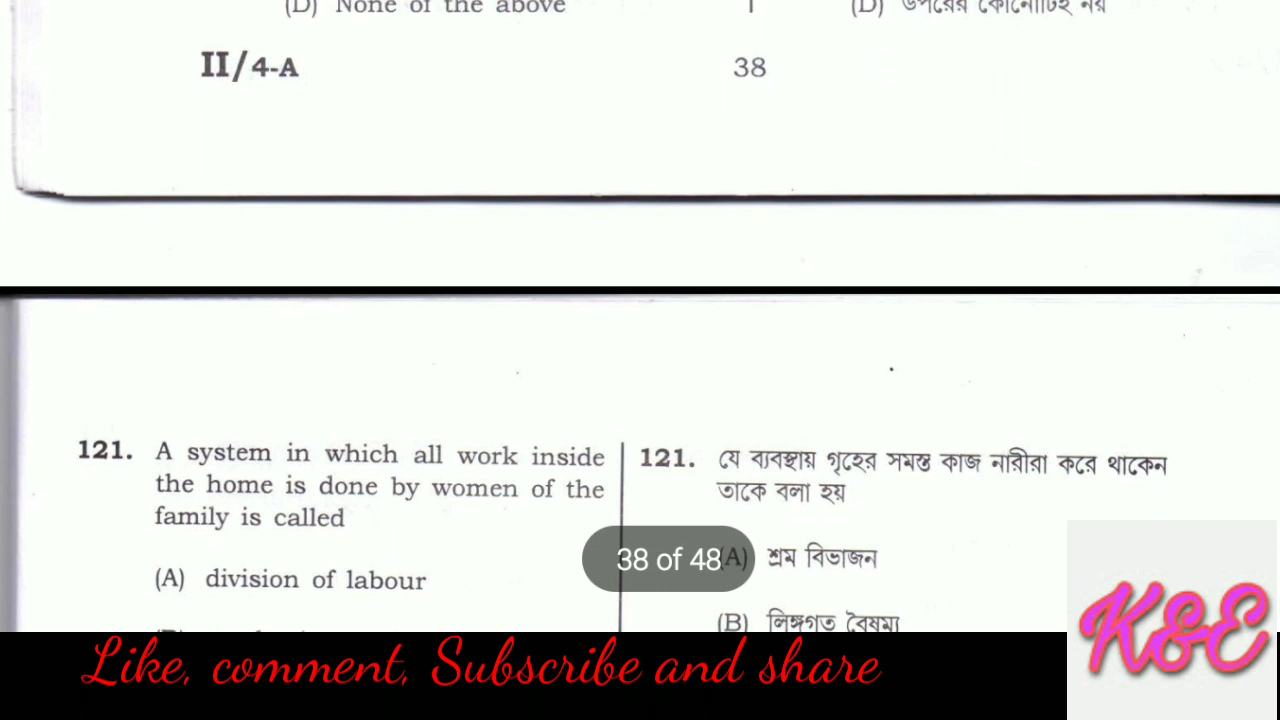 (D) None of the above
(D) উপরের কোনোটিই নয়
II/4-A
38
121. A system in which all work inside
the home is done by women of the
family is called
(A) division of labour
121. যে ব্যবস্থায় গৃহের সমস্ত কাজ নারীরা করে থাকেন
তাকে বলা হয়
(A) শ্রম বিভাজন
(B) লিঙ্গগত বৈষম্য
38 of 48
Like, comment, Subscribe and share
K&E